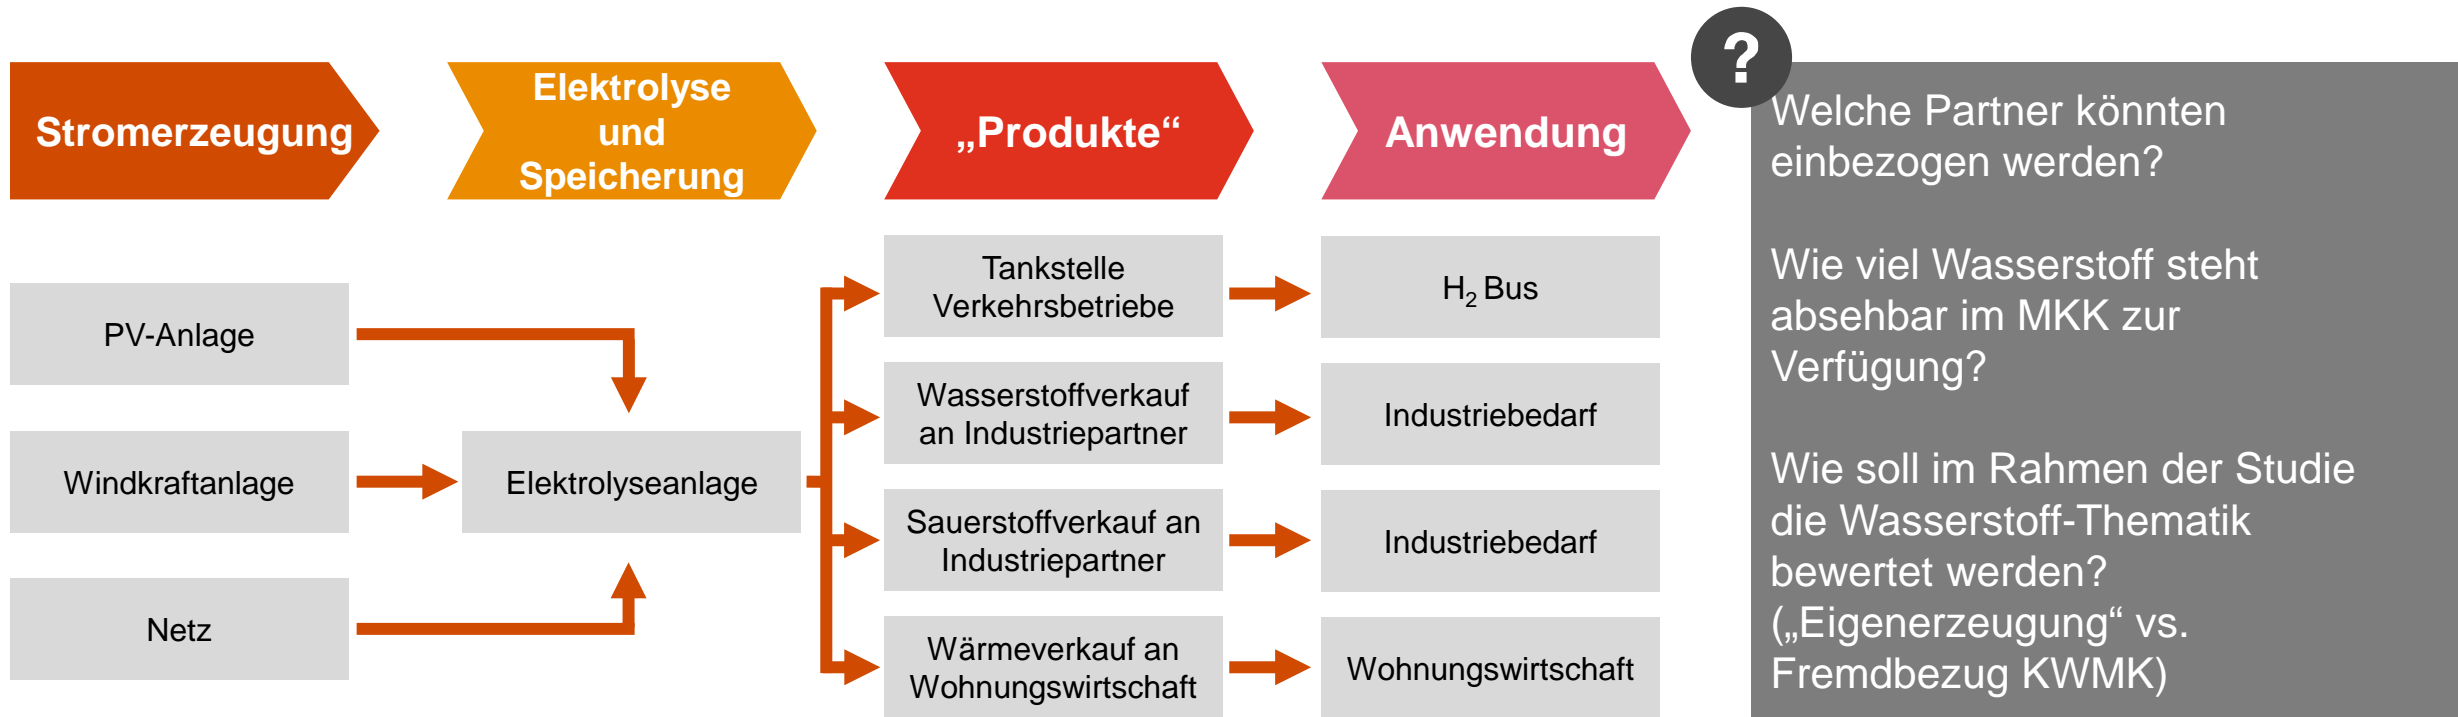 Stromerzeugung
Elektrolyse
und
Speicherung
„Produkte“
Anwendung
PV-Anlage
Windkraftanlage
Netz
Elektrolyseanlage
Tankstelle
Verkehrsbetriebe
Wasserstoffverkauf
an Industriepartner
Sauerstoffverkauf an
Industriepartner
Wärmeverkauf an
Wohnungswirtschaft
H₂ Bus
Industriebedarf
Industriebedarf
Wohnungswirtschaft
?
Welche Partner könnten
einbezogen werden?
Wie viel Wasserstoff steht
absehbar im MKK zur
Verfügung?
Wie soll im Rahmen der Studie
die Wasserstoff-Thematik
bewertet werden?
(„Eigenerzeugung“ vs.
Fremdbezug KWMK)